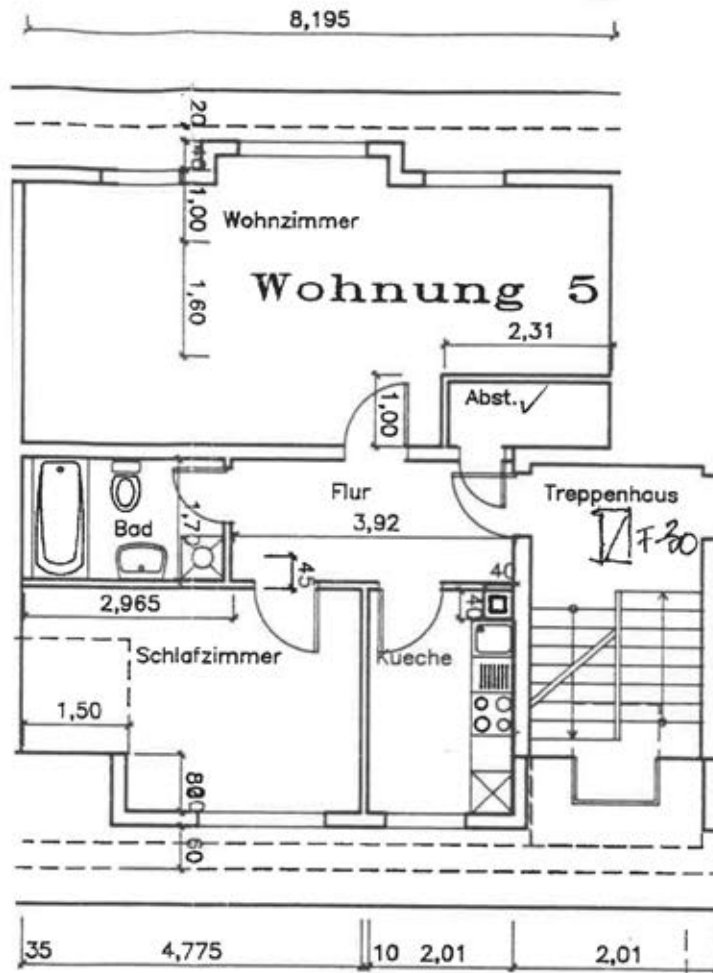 8,195
20
40
1,00
Wohnzimmer
Wohnung 5
1,60
2,31
1,00
Abst.
Flur
Treppenhaus
Bad
3,92
F-30
45
40
40
2,965
Schlafzimmer
Kueche
1,50
60
35 4,775 10 2,01 2,01